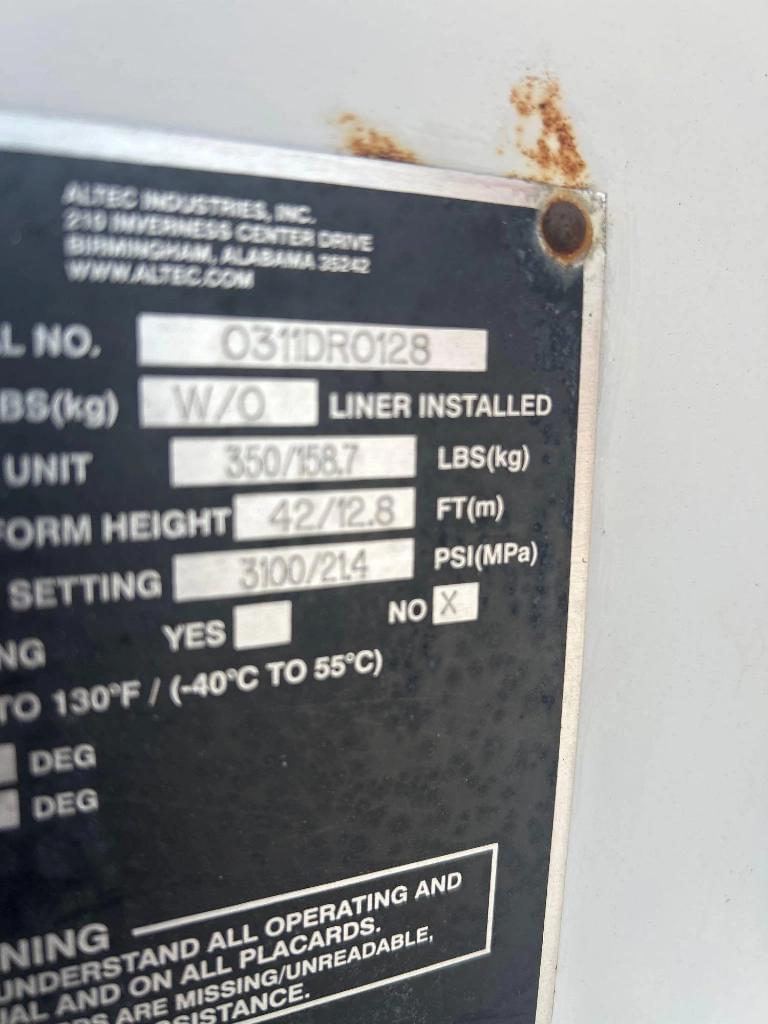 ALTEC INDUSTRIES, INC.
210 INVERNESS CENTER DRIVE
BIRMINGHAM, ALABAMA 35242
WWW.ALTEC.COM
L NO. 0311DR0128
BS(kg) W/O LINER INSTALLED
UNIT 350/158.7 LBS(kg)
FORM HEIGHT 42/12.8 FT(m)
SETTING 3100/21.4 PSI(MPa)
NG YES NO X
TO 130°F / (-40°C TO 55°C)
DEG
DEG
NING
UNDERSTAND ALL OPERATING AND
IAL AND ON ALL PLACARDS.
RDS ARE MISSING/UNREADABLE,
SISTANCE.